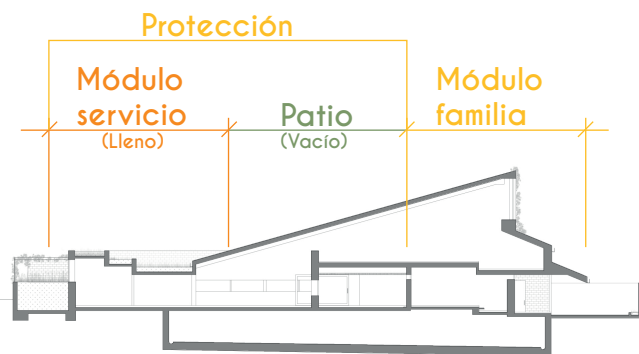 Protección
Módulo
servicio
(Lleno)
Patio
(Vacío)
Módulo
familia